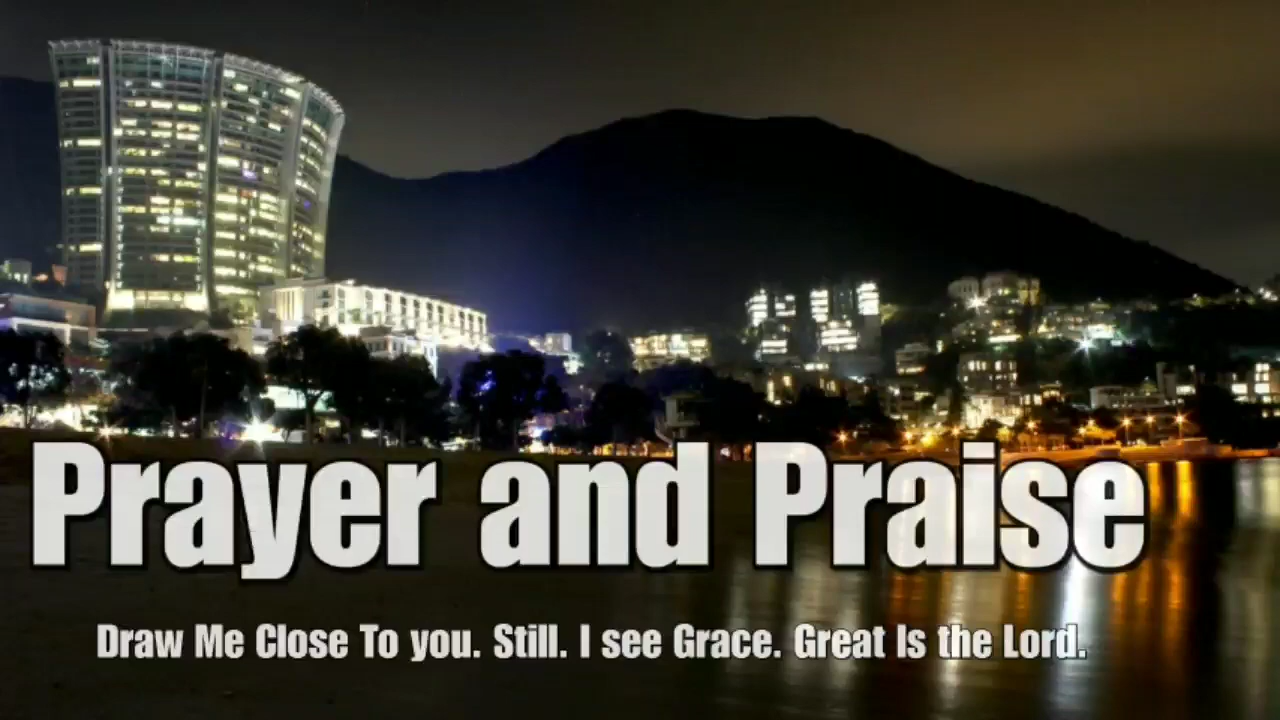 Prayer and Praise
Draw Me Close To you. Still. I see Grace. Great Is the Lord.